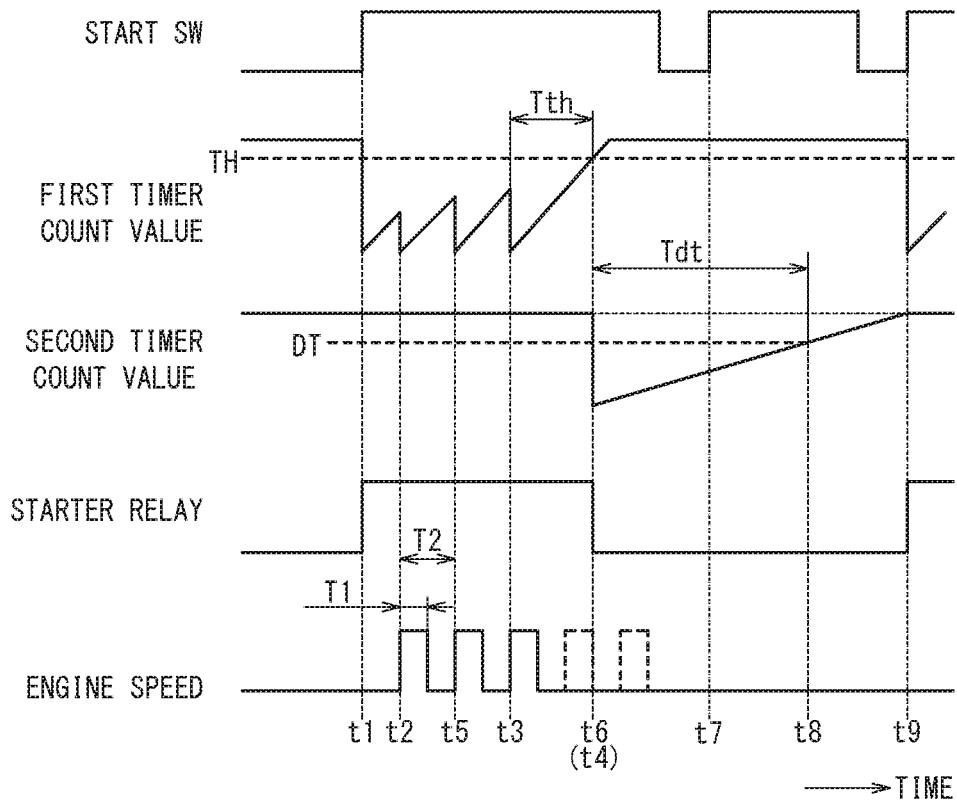 START SW
Tth
TH
FIRST TIMER
COUNT VALUE
Tdt
SECOND TIMER
COUNT VALUE
DT
STARTER RELAY
T2
T1
ENGINE SPEED
t1 t2 t5 t3 t6 t7 t8 t9
(t4)
TIME